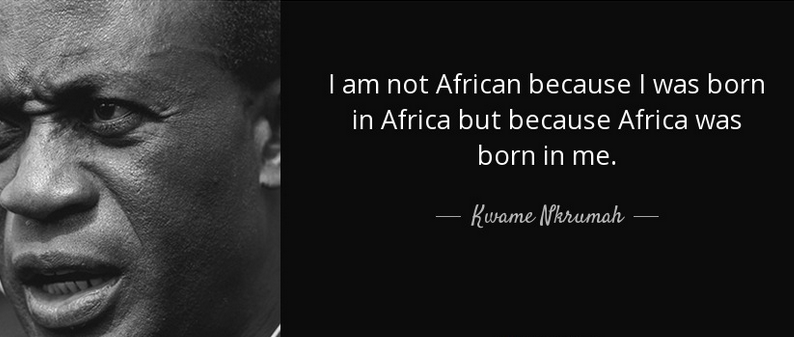 I am not African because I was born
in Africa but because Africa was
born in me.
Kwame Nkrumah